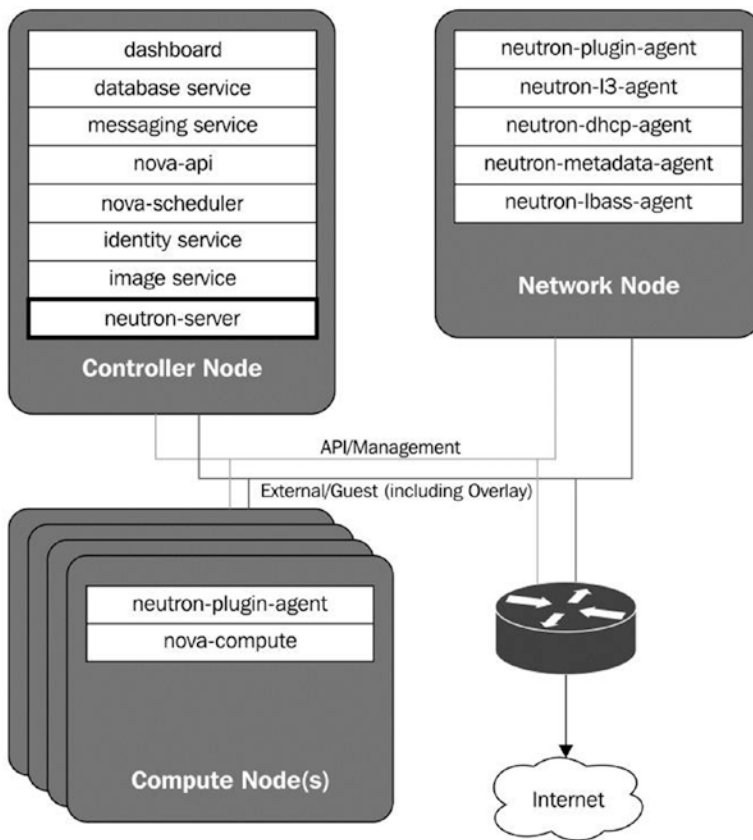 dashboard
database service
messaging service
nova-api
nova-scheduler
identity service
image service
neutron-server
Controller Node
neutron-plugin-agent
neutron-l3-agent
neutron-dhcp-agent
neutron-metadata-agent
neutron-lbass-agent
Network Node
API/Management
External/Guest (including Overlay)
neutron-plugin-agent
nova-compute
Compute Node(s)
Internet